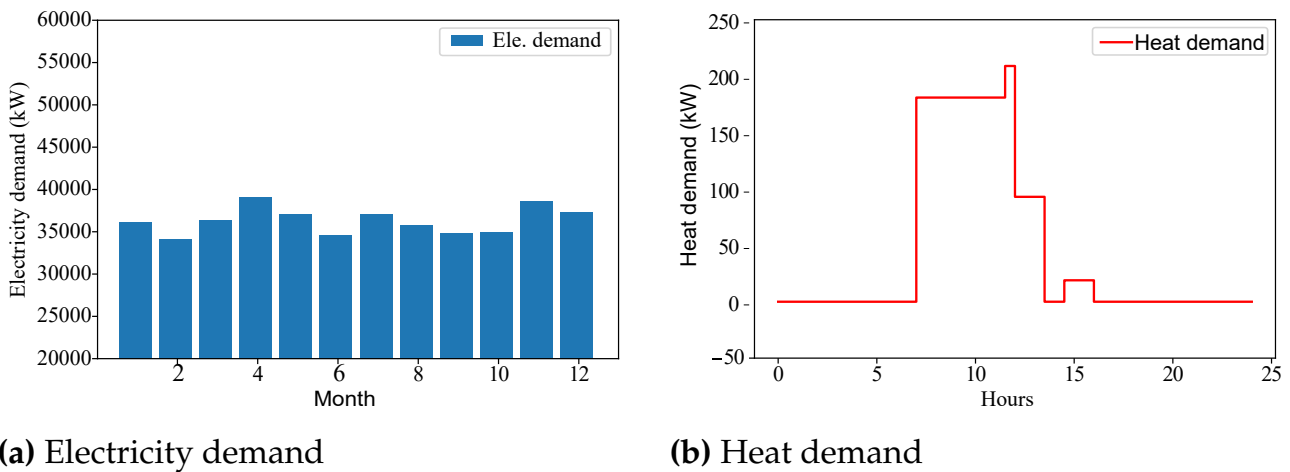 60000
55000
50000
45000
40000
35000
30000
25000
20000
Electricity demand (kW)
Ele. demand
2 4 6 8 10 12
Month
(a) Electricity demand
250
200
150
100
50
0
−50
Heat demand (kW)
Heat demand
0 5 10 15 20 25
Hours
(b) Heat demand